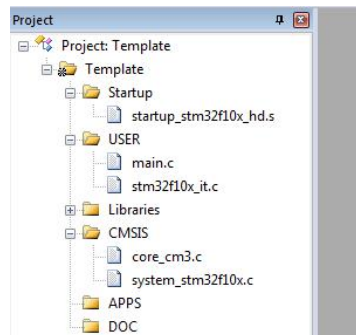 Project
Project: Template
Template
Startup
startup_stm32f10x_hd.s
USER
main.c
stm32f10x_it.c
Libraries
CMSIS
core_cm3.c
system_stm32f10x.c
APPS
DOC